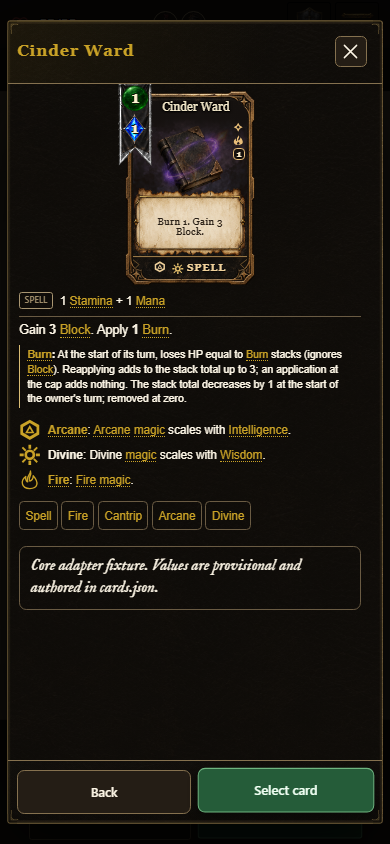 Cinder Ward
1
Cinder Ward
1
1
Burn 1. Gain 3
Block.
SPELL
SPELL 1 Stamina + 1 Mana
Gain 3 Block. Apply 1 Burn.
Burn: At the start of its turn, loses HP equal to Burn stacks (ignores
Block). Reapplying adds to the stack total up to 3; an application at
the cap adds nothing. The stack total decreases by 1 at the start of
the owner's turn; removed at zero.
Arcane: Arcane magic scales with Intelligence.
Divine: Divine magic scales with Wisdom.
Fire: Fire magic.
Spell Fire Cantrip Arcane Divine
Core adapter fixture. Values are provisional and
authored in cards.json.
Back Select card